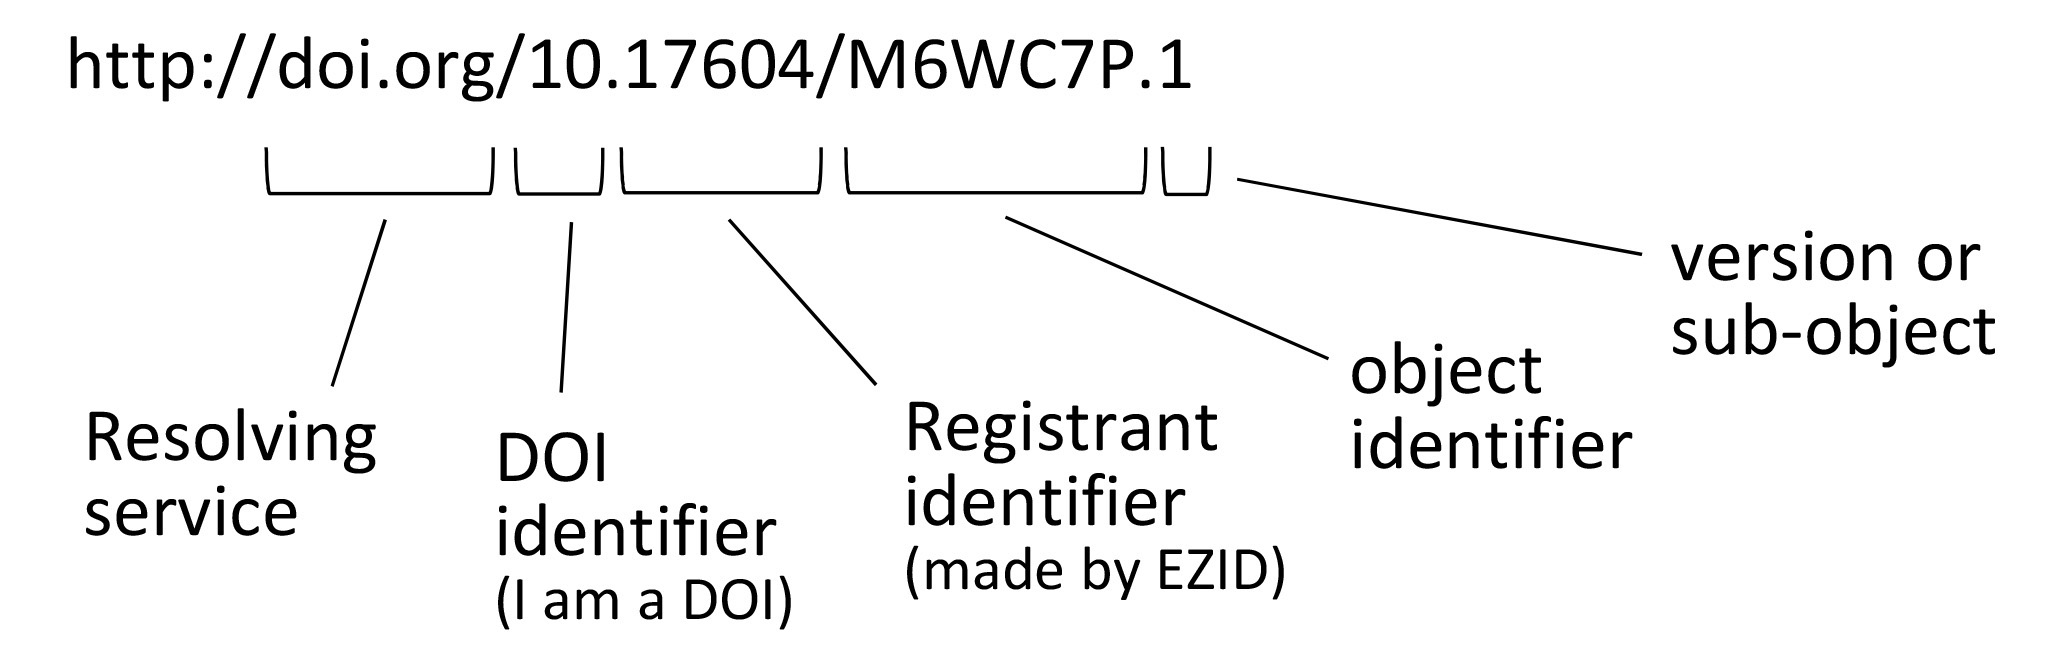 http://doi.org/10.17604/M6WC7P.1
Resolving
service
DOI
identifier
(I am a DOI)
Registrant
identifier
(made by EZID)
object
identifier
version or
sub-object